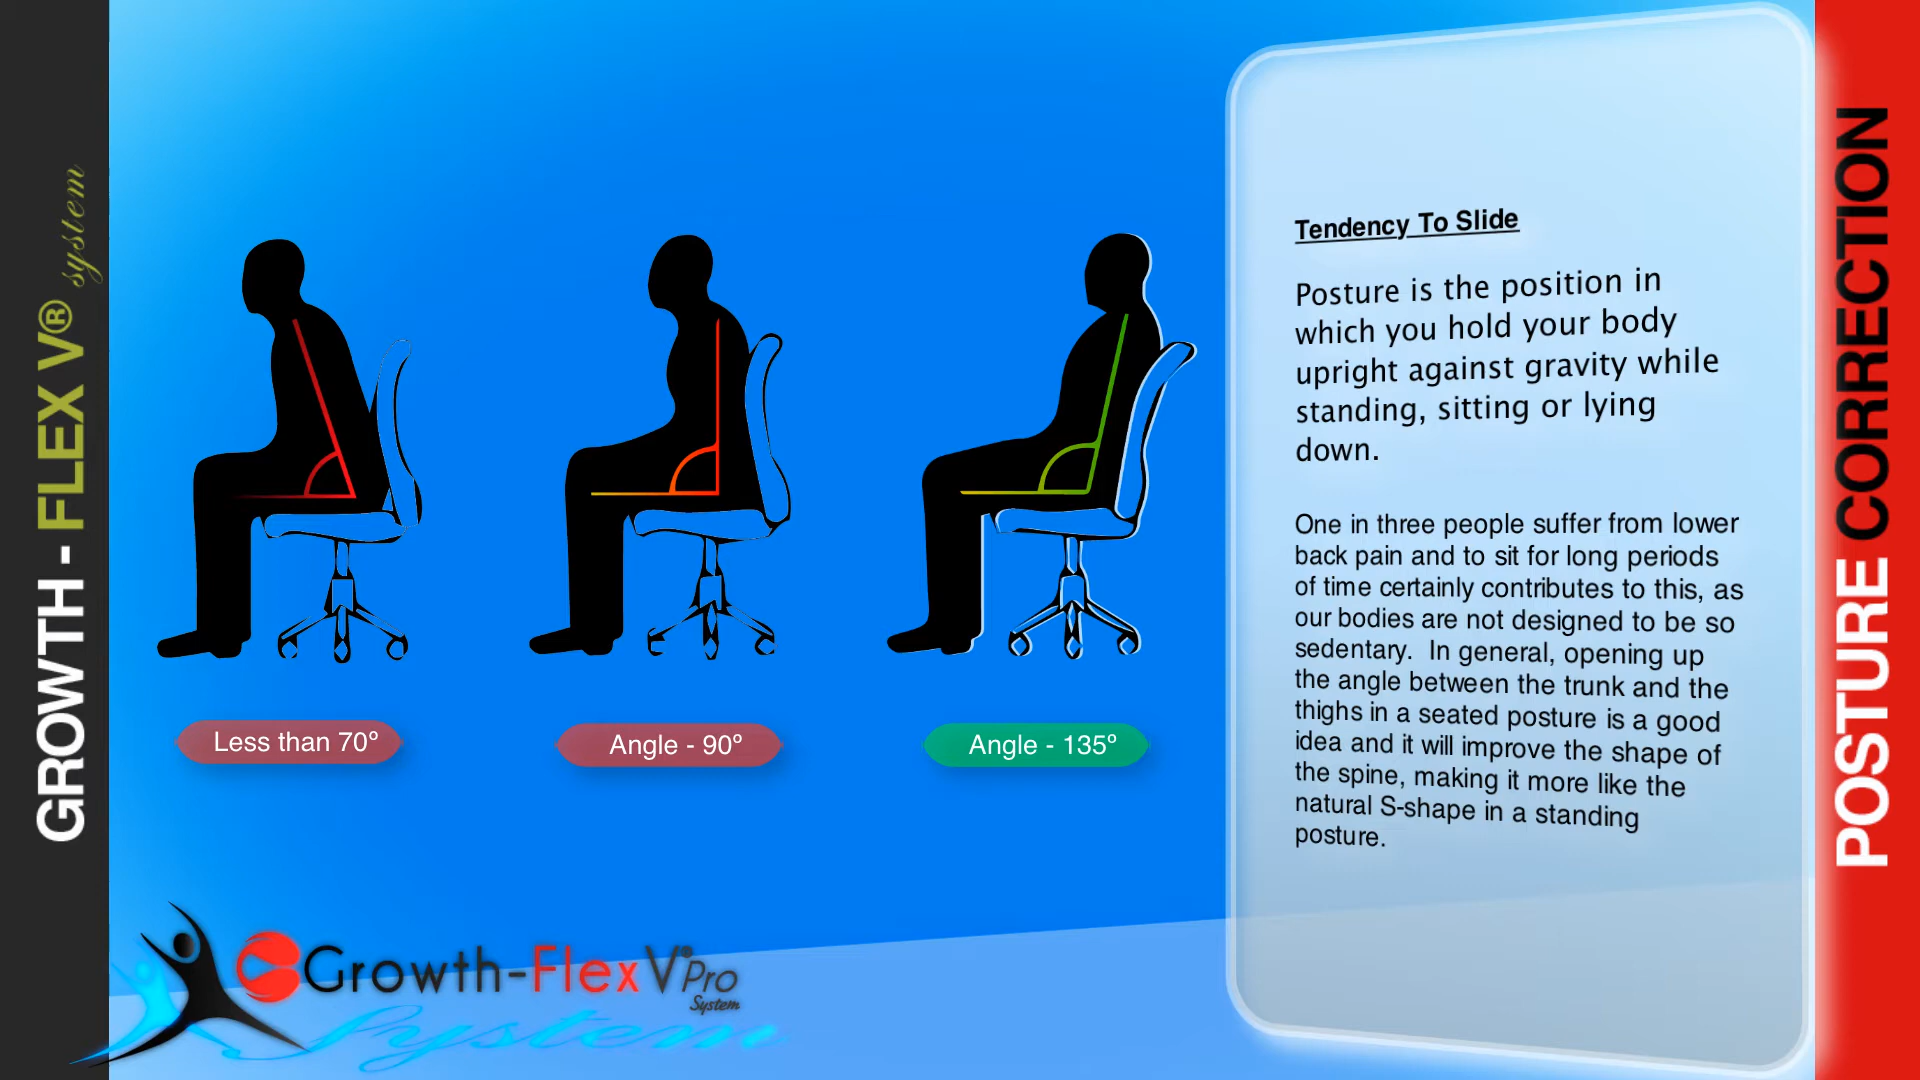 GROWTH - FLEX V® system
Less than 70º
Angle - 90º
Angle - 135º
Tendency To Slide
Posture is the position in
which you hold your body
upright against gravity while
standing, sitting or lying
down.
One in three people suffer from lower
back pain and to sit for long periods
of time certainly contributes to this, as
our bodies are not designed to be so
sedentary.  In general, opening up
the angle between the trunk and the
thighs in a seated posture is a good
idea and it will improve the shape of
the spine, making it more like the
natural S-shape in a standing
posture.
POSTURE CORRECTION
Growth-Flex V® Pro
System
System